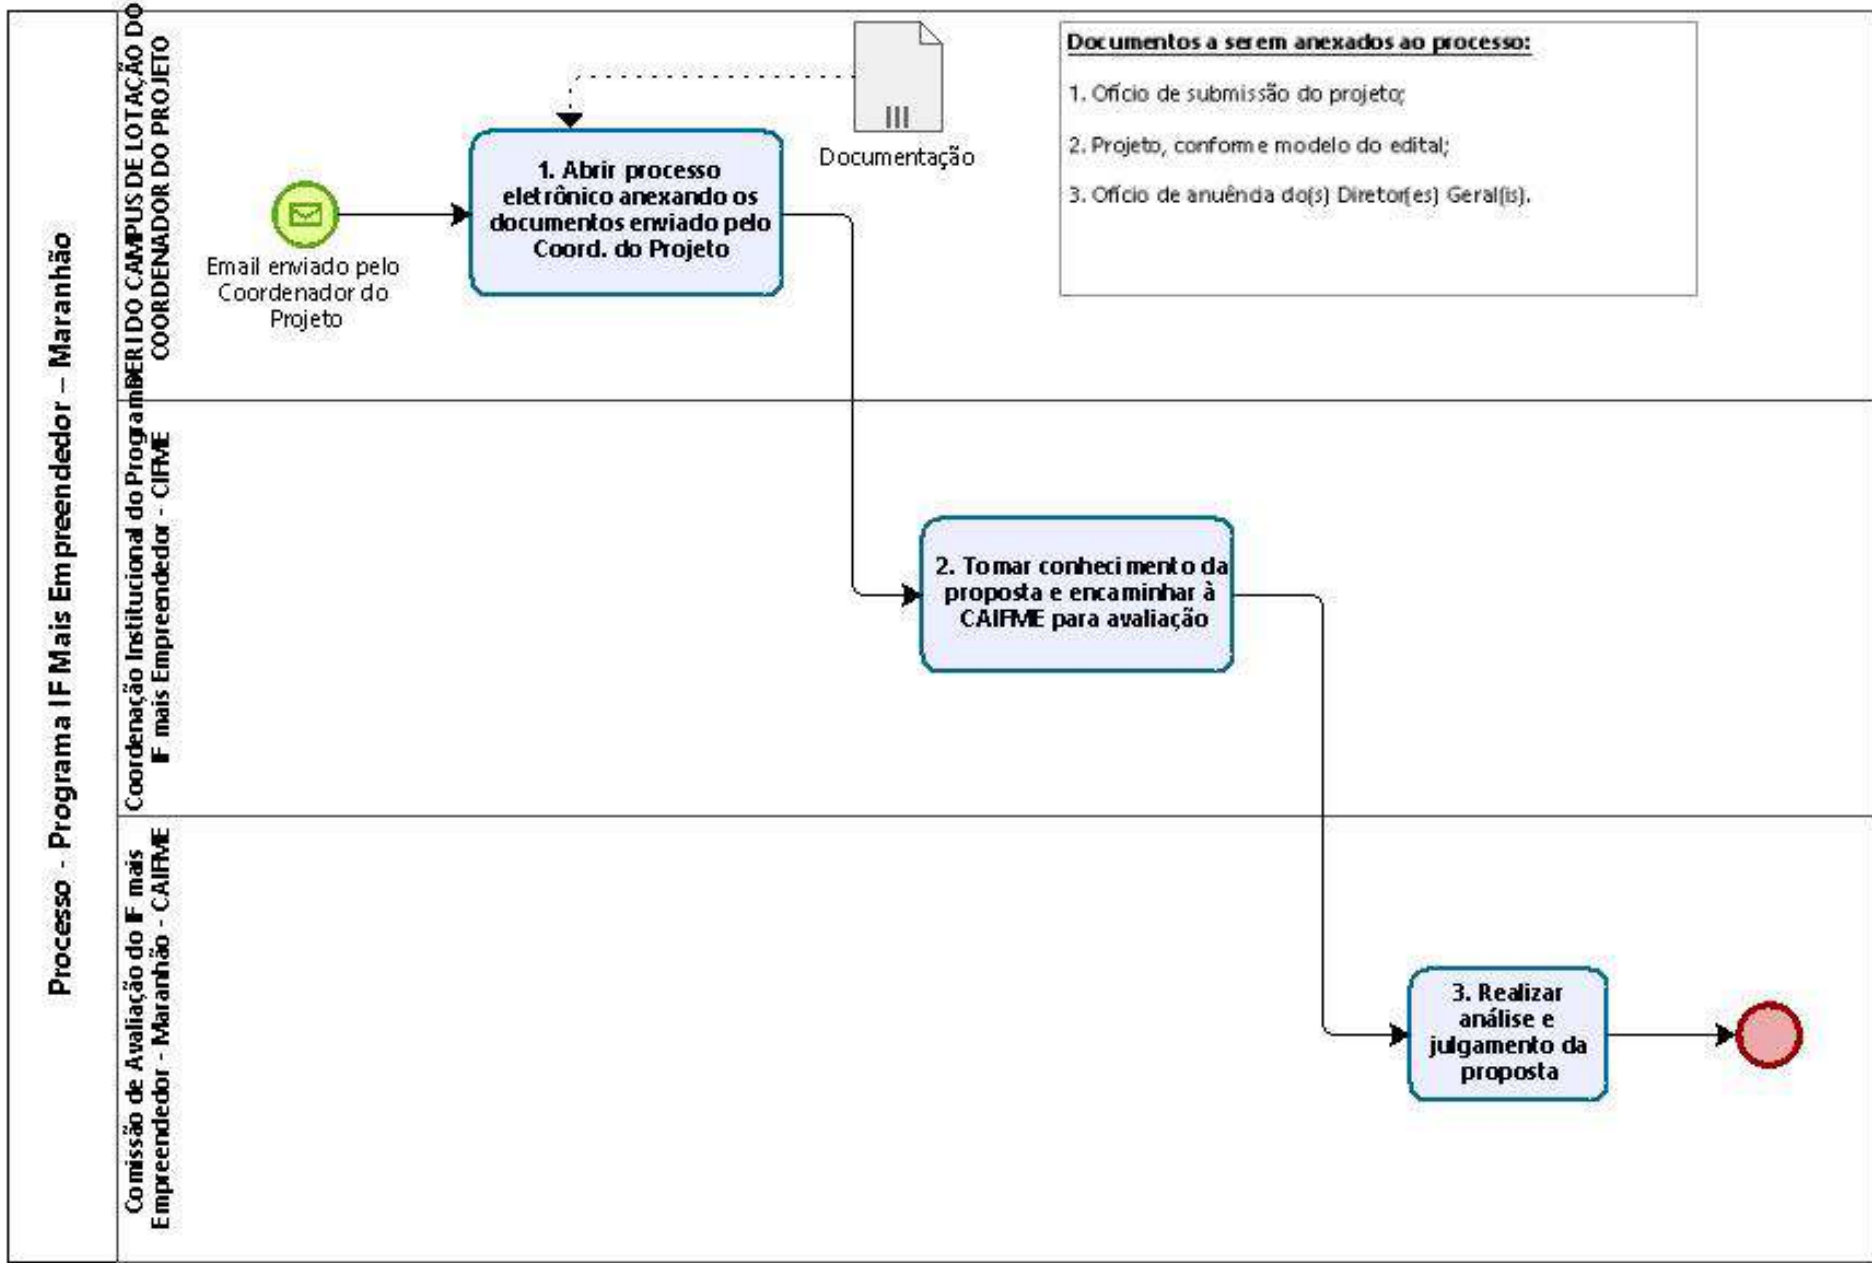 Processo - Programa IF Mais Empreendedor – Maranhão
DERI DO CAMPUS DE LOTAÇÃO DO
COORDENADOR DO PROJETO
Email enviado pelo
Coordenador do
Projeto
1. Abrir processo
eletrônico anexando os
documentos enviado pelo
Coord. do Projeto
Documentação
Documentos a serem anexados ao processo:
1. Ofício de submissão do projeto;
2. Projeto, conforme modelo do edital;
3. Ofício de anuência do(s) Diretor(es) Geral(is).
Coordenação Institucional do Programa
IF mais Empreendedor - CIFME
2. Tomar conhecimento da
proposta e encaminhar à
CAIFME para avaliação
Comissão de Avaliação do IF mais
Empreendedor - Maranhão - CAIFME
3. Realizar
análise e
julgamento da
proposta